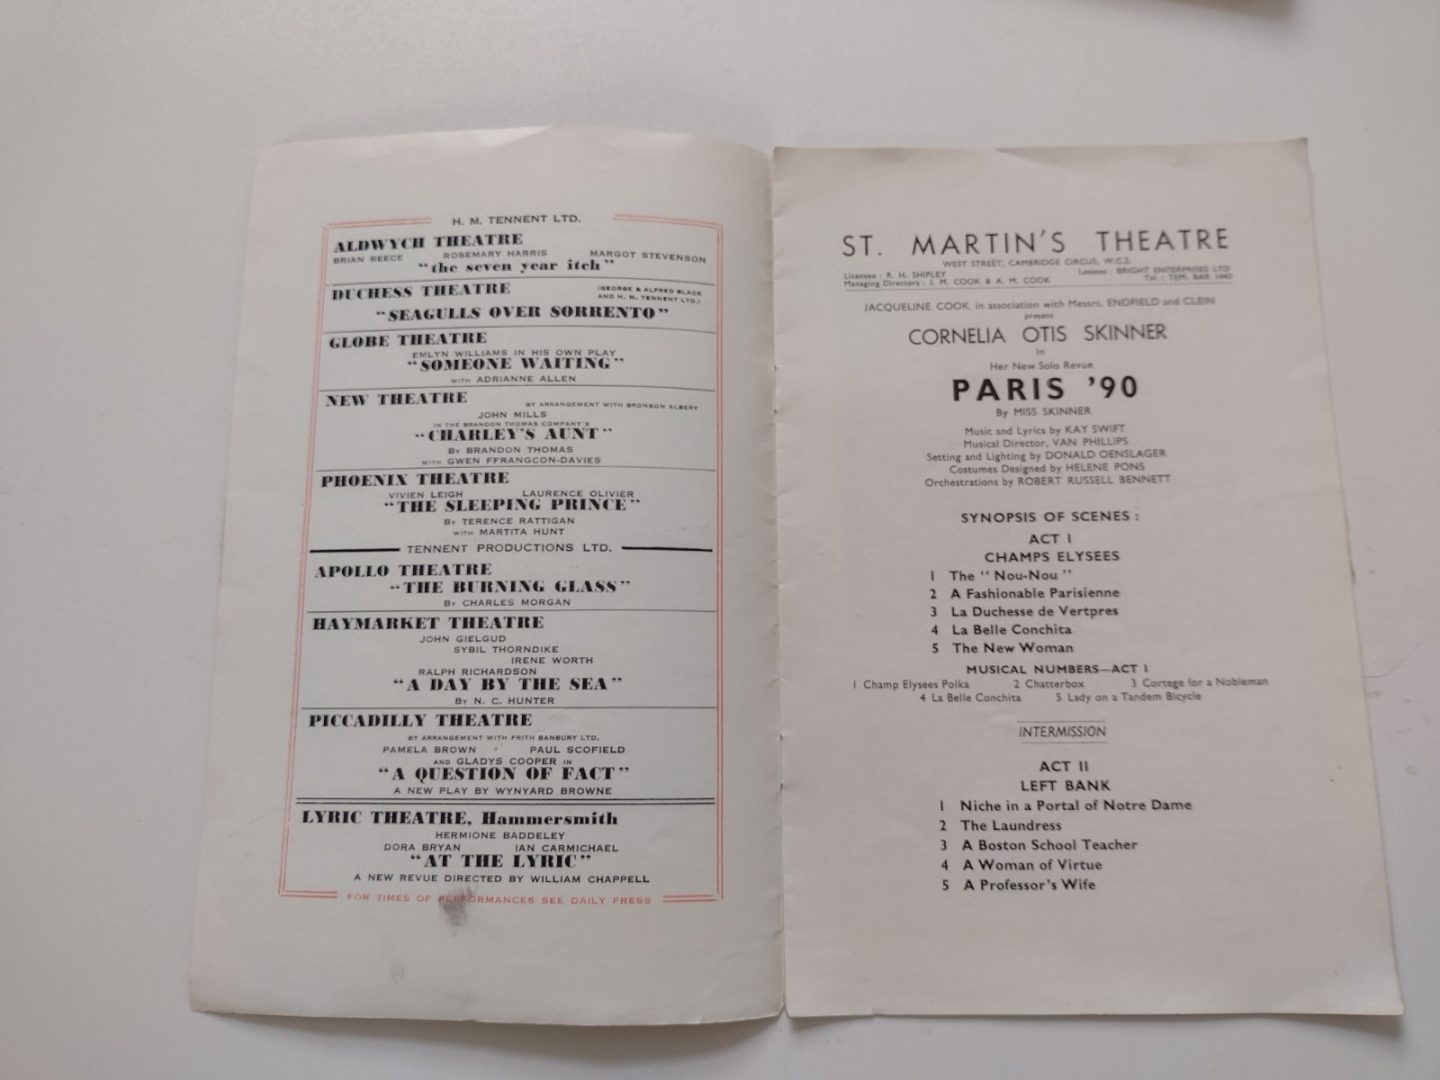 H. M. TENNENT LTD.
ALDWYCH THEATRE
BRIAN REECE ROSEMARY HARRIS MARGOT STEVENSON
"the seven year itch"
DUCHESS THEATRE (GEORGE & ALFRED BLACK
AND H. M. TENNENT LTD.)
"SEAGULLS OVER SORRENTO"
GLOBE THEATRE
EMLYN WILLIAMS IN HIS OWN PLAY
"SOMEONE WAITING"
WITH ADRIANNE ALLEN
NEW THEATRE BY ARRANGEMENT WITH BRONSON ALBERY
JOHN MILLS
IN THE BRANDON THOMAS COMPANY'S
"CHARLEY'S AUNT"
BY BRANDON THOMAS
WITH GWEN FFRANGCON-DAVIES
PHOENIX THEATRE
VIVIEN LEIGH LAURENCE OLIVIER
"THE SLEEPING PRINCE"
BY TERENCE RATTIGAN
WITH MARTITA HUNT
TENNENT PRODUCTIONS LTD.
APOLLO THEATRE
"THE BURNING GLASS"
BY CHARLES MORGAN
HAYMARKET THEATRE
JOHN GIELGUD
SYBIL THORNDIKE
IRENE WORTH
RALPH RICHARDSON
"A DAY BY THE SEA"
BY N. C. HUNTER
PICCADILLY THEATRE
BY ARRANGEMENT WITH FRITH BANBURY LTD.
PAMELA BROWN PAUL SCOFIELD
AND GLADYS COOPER IN
"A QUESTION OF FACT"
A NEW PLAY BY WYNYARD BROWNE
LYRIC THEATRE, Hammersmith
HERMIONE BADDELEY
DORA BRYAN IAN CARMICHAEL
"AT THE LYRIC"
A NEW REVUE DIRECTED BY WILLIAM CHAPPELL
FOR TIMES OF PERFORMANCES SEE DAILY PRESS
ST. MARTIN'S THEATRE
WEST STREET, CAMBRIDGE CIRCUS, W.C.2.
Licensee : R. H. SHIPLEY Lessees : BRIGHT ENTERPRISES LTD
Managing Directors : J. M. COOK & A. M. COOK Tel. : TEM. BAR 1443
JACQUELINE COOK in association with Messrs. ENDFIELD and CLEIN
present
CORNELIA OTIS SKINNER
in
Her New Solo Revue
PARIS '90
By MISS SKINNER
Music and Lyrics by KAY SWIFT
Musical Director, VAN PHILLIPS
Setting and Lighting by DONALD OENSLAGER
Costumes Designed by HELENE PONS
Orchestrations by ROBERT RUSSELL BENNETT
SYNOPSIS OF SCENES :
ACT I
CHAMPS ELYSEES
1 The "Nou-Nou"
2 A Fashionable Parisienne
3 La Duchesse de Vertpres
4 La Belle Conchita
5 The New Woman
MUSICAL NUMBERS—ACT I
1 Champ Elysees Polka 2 Chatterbox 3 Cortege for a Nobleman
4 La Belle Conchita 5 Lady on a Tandem Bicycle
INTERMISSION
ACT II
LEFT BANK
1 Niche in a Portal of Notre Dame
2 The Laundress
3 A Boston School Teacher
4 A Woman of Virtue
5 A Professor's Wife